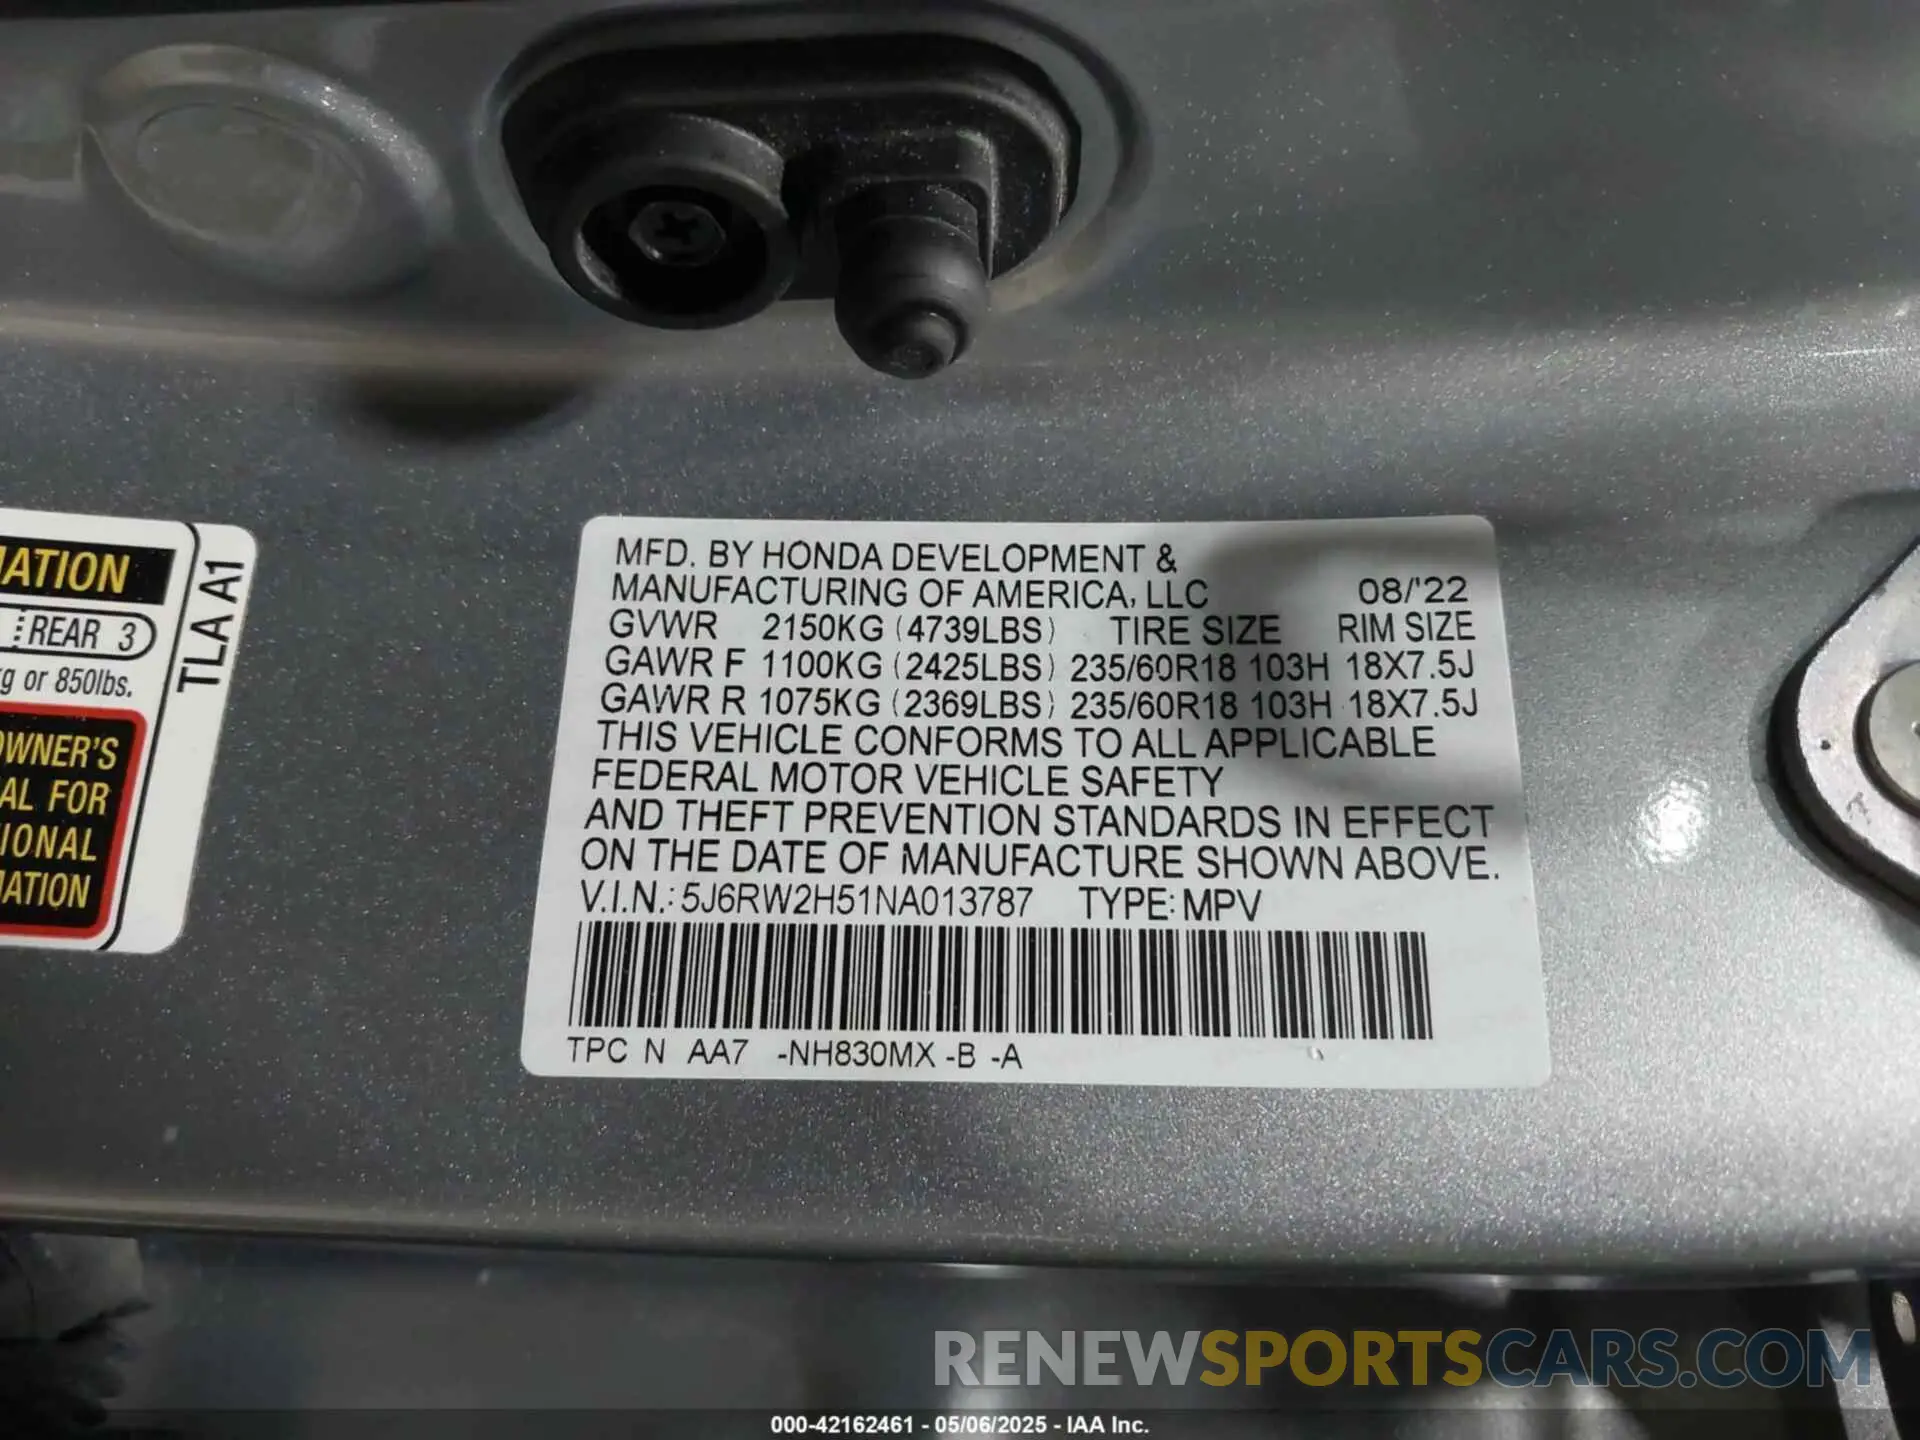 MATION
REAR 3
kg or 850lbs.
OWNER'S
AL FOR
IONAL
MATION
TLA A1
MFD. BY HONDA DEVELOPMENT &
MANUFACTURING OF AMERICA, LLC 08/'22
GVWR 2150KG (4739LBS) TIRE SIZE RIM SIZE
GAWR F 1100KG (2425LBS) 235/60R18 103H 18X7.5J
GAWR R 1075KG (2369LBS) 235/60R18 103H 18X7.5J
THIS VEHICLE CONFORMS TO ALL APPLICABLE
FEDERAL MOTOR VEHICLE SAFETY
AND THEFT PREVENTION STANDARDS IN EFFECT
ON THE DATE OF MANUFACTURE SHOWN ABOVE.
V.I.N.: 5J6RW2H51NA013787 TYPE: MPV
TPC N AA7 -NH830MX -B -A
RENEWSPORTSCARS.COM
000-42162461 - 05/06/2025 - IAA Inc.